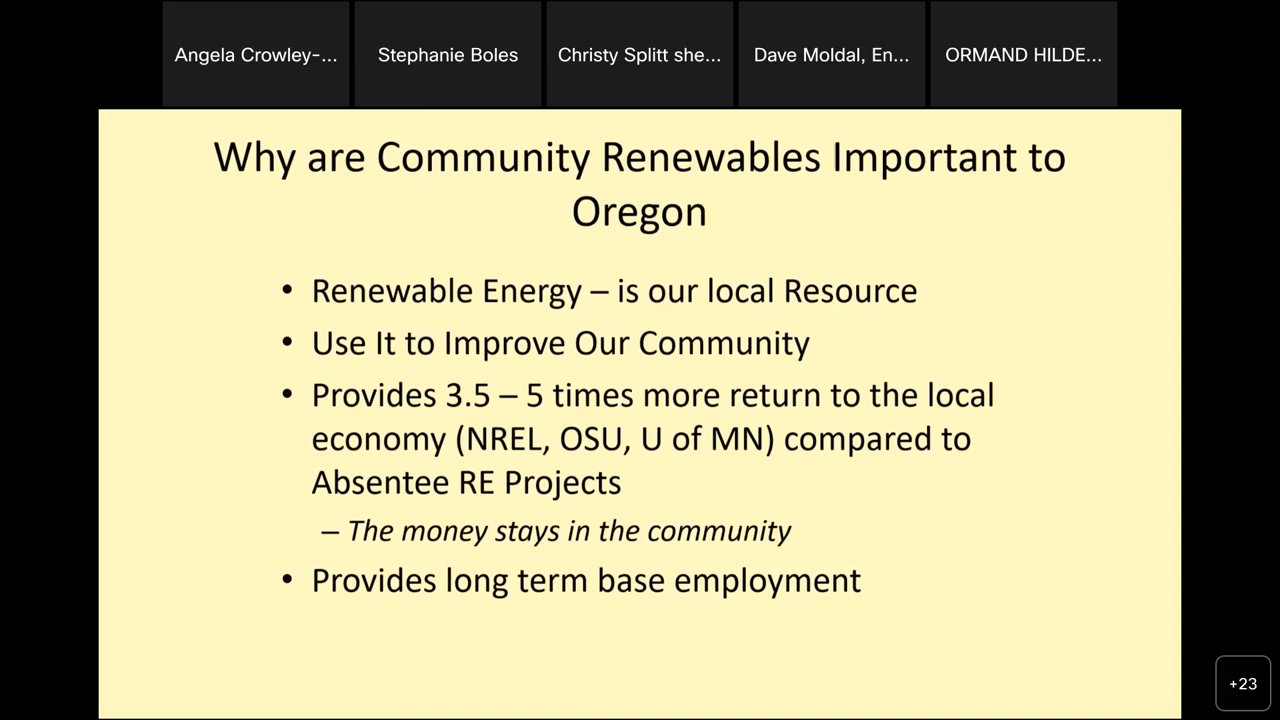 Angela Crowley-...
Stephanie Boles
Christy Splitt she...
Dave Moldal, En...
ORMAND HILDE...
Why are Community Renewables Important to
Oregon
• Renewable Energy – is our local Resource
• Use It to Improve Our Community
• Provides 3.5 – 5 times more return to the local
economy (NREL, OSU, U of MN) compared to
Absentee RE Projects
– The money stays in the community
• Provides long term base employment
+23